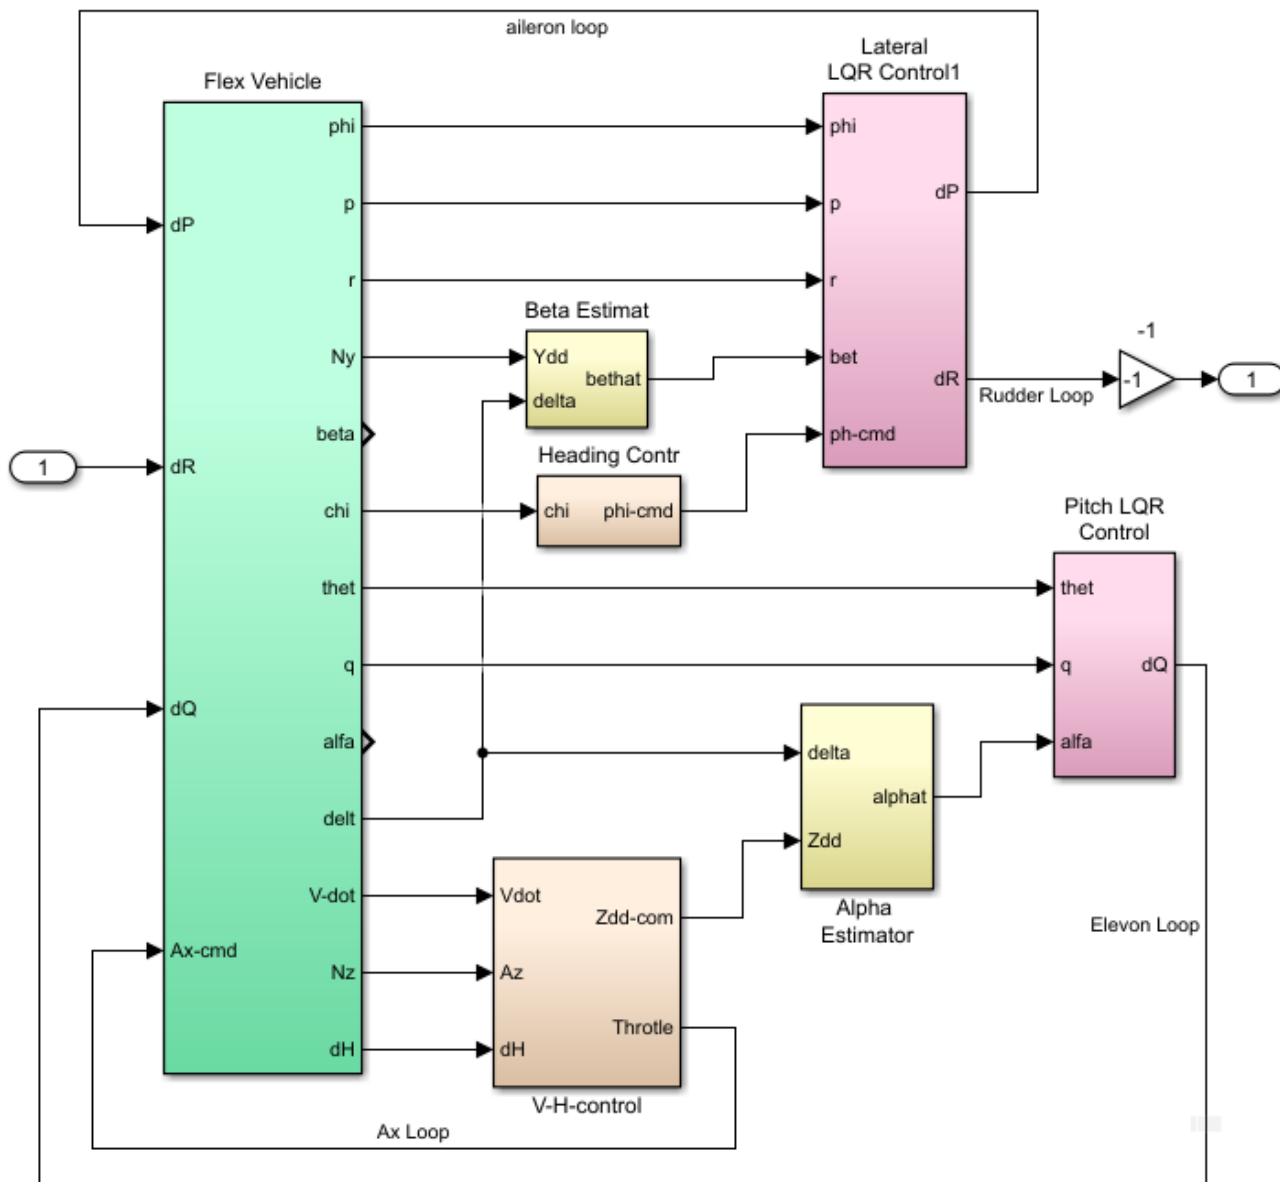 aileron loop
Lateral
LQR Control1
Flex Vehicle
phi
phi
p
p
dP
dP
r
r
Beta Estimat
-1
Ny
Ydd
bethat
delta
bet
dR
Rudder Loop
-1
1
beta
ph-cmd
Heading Contr
1
dR
chi
chi
phi-cmd
Pitch LQR
Control
thet
thet
q
q
dQ
dQ
alfa
alfa
delta
alphat
Zdd
delt
V-dot
Vdot
Zdd-com
Alpha
Estimator
Elevon Loop
Ax-cmd
Nz
Az
Throtle
dH
dH
V-H-control
Ax Loop